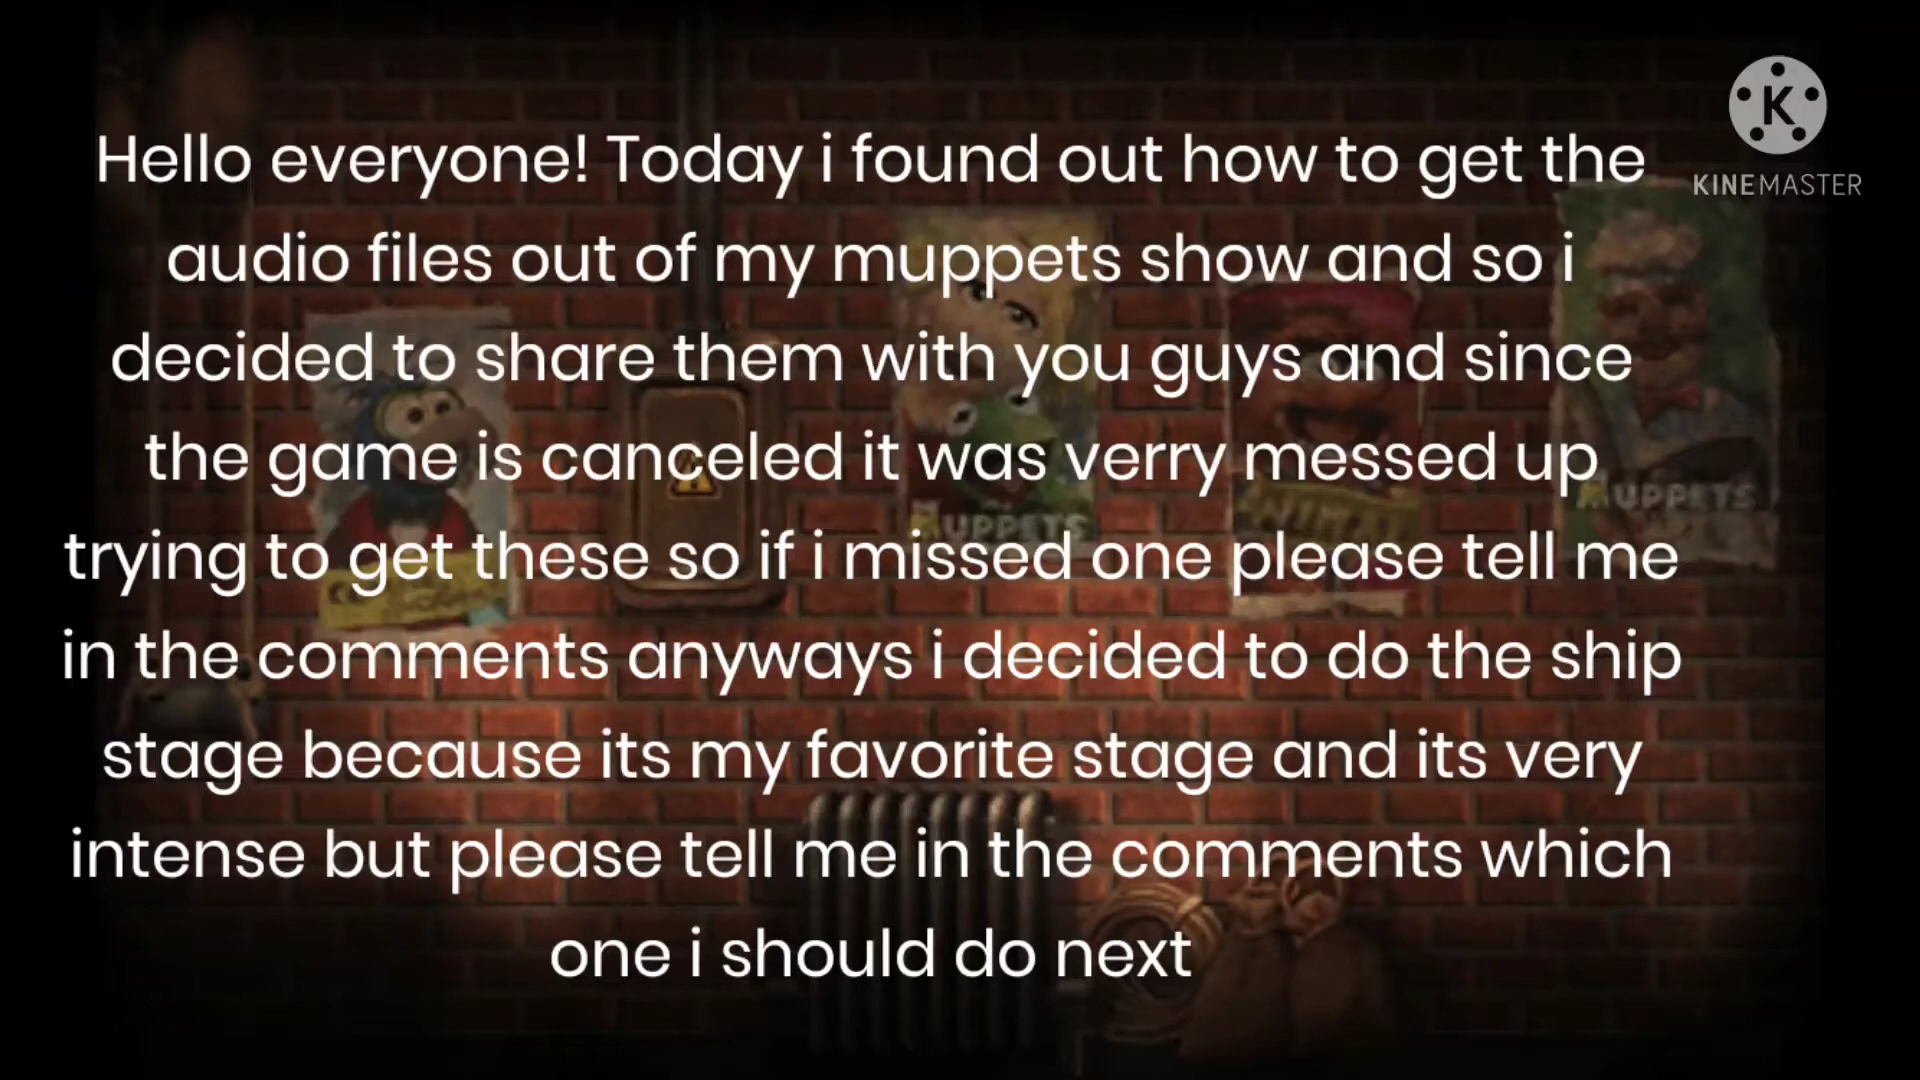 Hello everyone! Today i found out how to get the
audio files out of my muppets show and so i
decided to share them with you guys and since
the game is canceled it was verry messed up
trying to get these so if i missed one please tell me
in the comments anyways i decided to do the ship
stage because its my favorite stage and its very
intense but please tell me in the comments which
one i should do next
K
KINEMASTER
MUPPETS
ANIMAL
MUPPETS